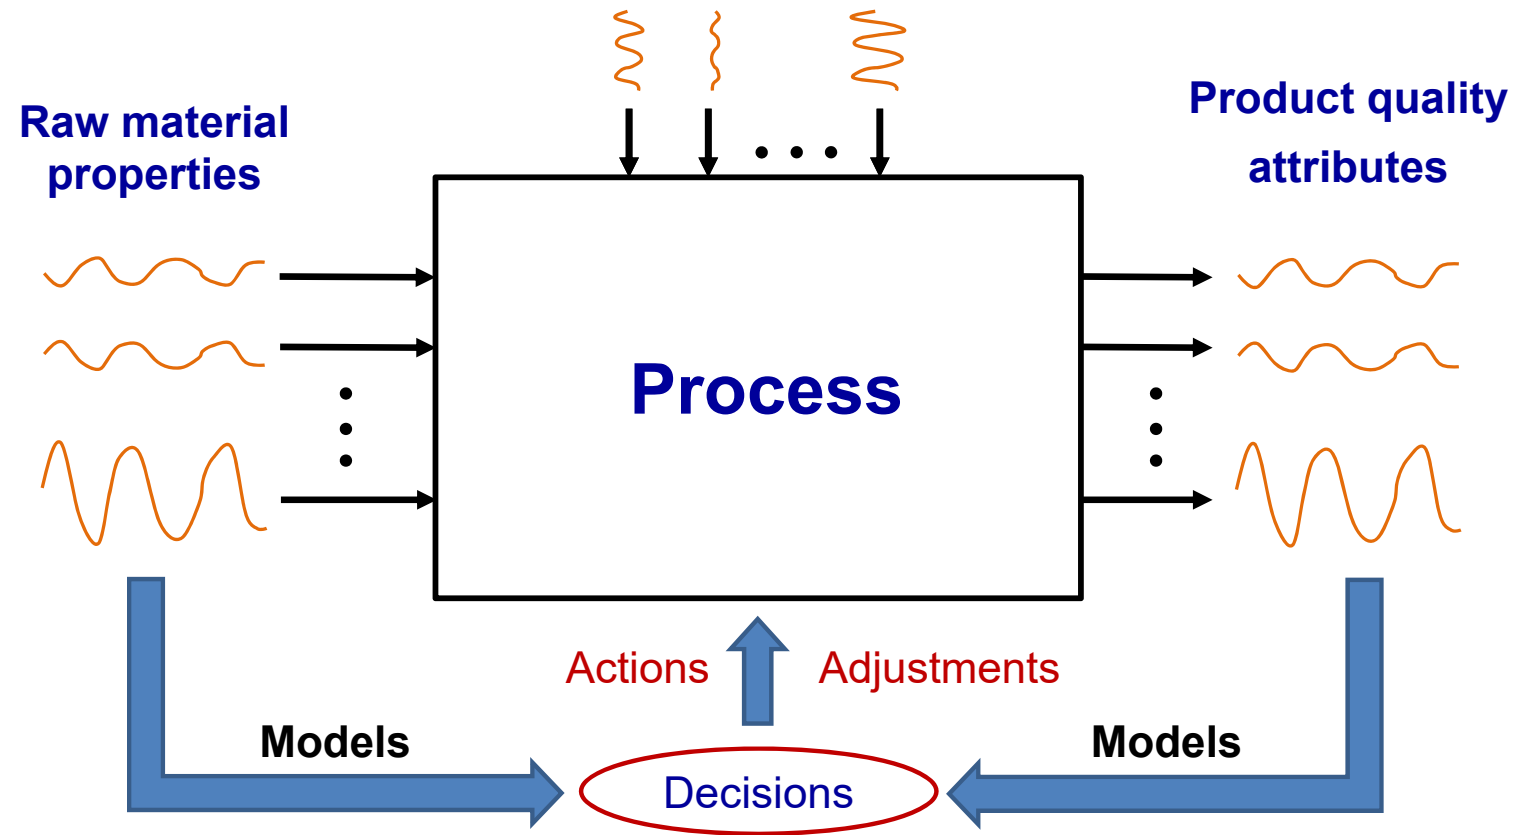 Raw material
properties
Product quality
attributes
Process
Actions
Adjustments
Models
Models
Decisions